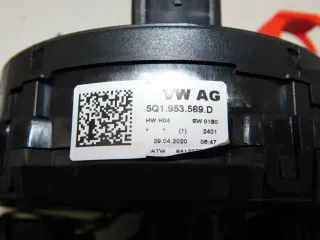 VW AG
5Q1.953.569.D
HW H04 SW 0180
* * (1) 2401
29.04.2020 06:47
ATW